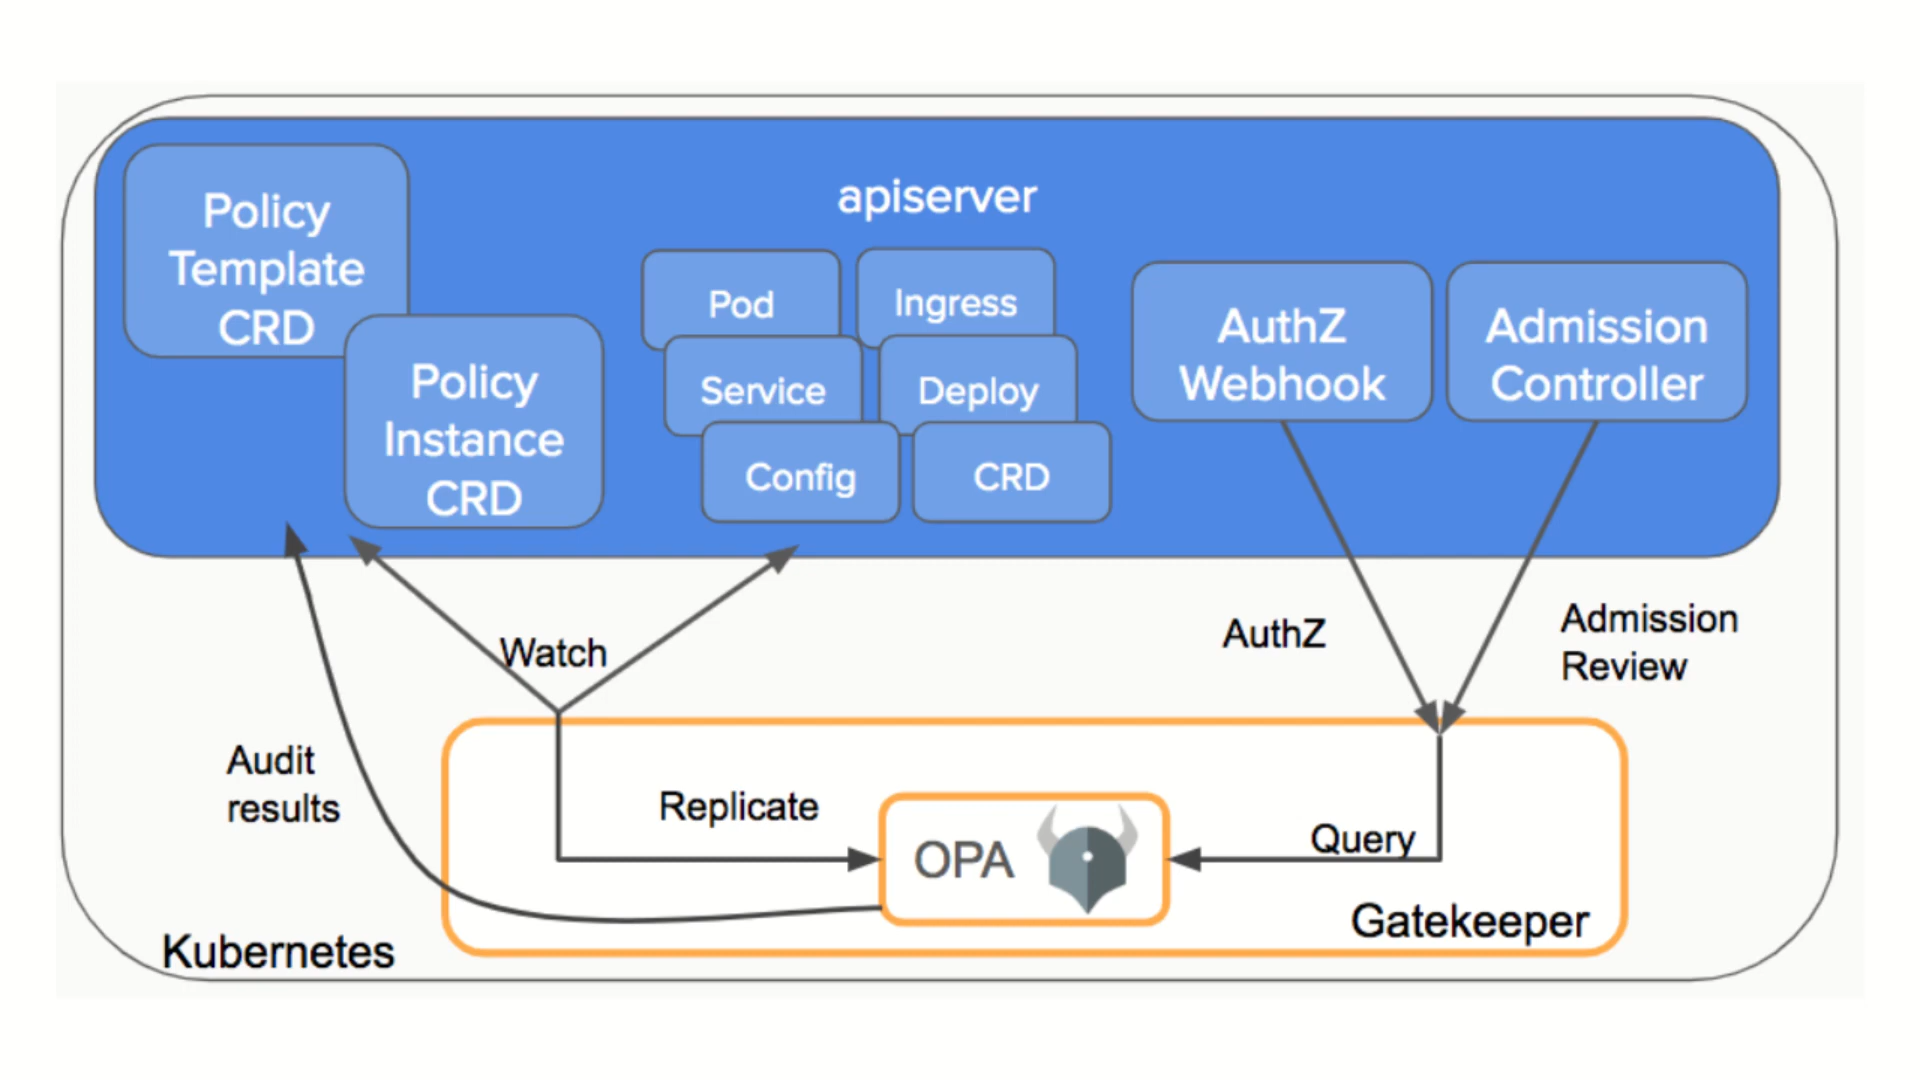 apiserver
Policy
Template
CRD
Policy
Instance
CRD
Pod
Ingress
Service
Deploy
Config
CRD
AuthZ
Webhook
Admission
Controller
Watch
AuthZ
Admission
Review
Audit
results
Replicate
OPA
Query
Gatekeeper
Kubernetes